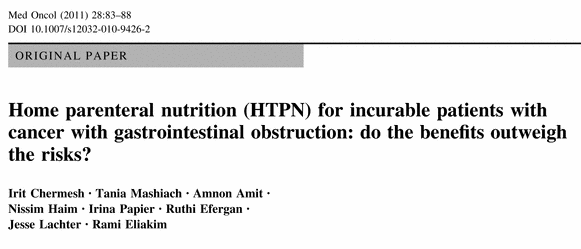 Med Oncol (2011) 28:83–88
DOI 10.1007/s12032-010-9426-2
ORIGINAL PAPER
Home parenteral nutrition (HTPN) for incurable patients with
cancer with gastrointestinal obstruction: do the benefits outweigh
the risks?
Irit Chermesh · Tania Mashiach · Amnon Amit ·
Nissim Haim · Irina Papier · Ruthi Efergan ·
Jesse Lachter · Rami Eliakim